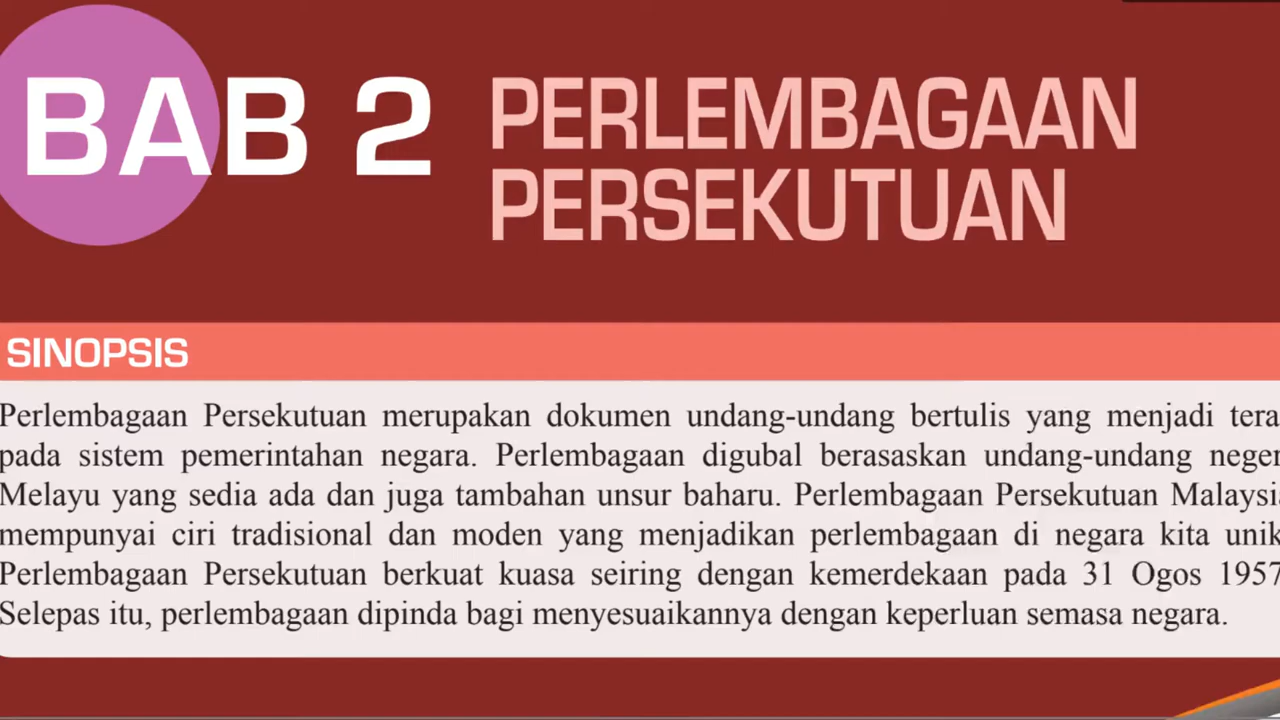 BAB 2
PERLEMBAGAAN
PERSEKUTUAN
SINOPSIS
Perlembagaan Persekutuan merupakan dokumen undang-undang bertulis yang menjadi
pada sistem pemerintahan negara. Perlembagaan digubal berasaskan undang-undang
Melayu yang sedia ada dan juga tambahan unsur baharu. Perlembagaan Persekutuan
mempunyai ciri tradisional dan moden yang menjadikan perlembagaan di negara kita unik
Perlembagaan Persekutuan berkuat kuasa seiring dengan kemerdekaan pada 31 Ogos 1957
Selepas itu, perlembagaan dipinda bagi menyesuaikannya dengan keperluan semasa negara.